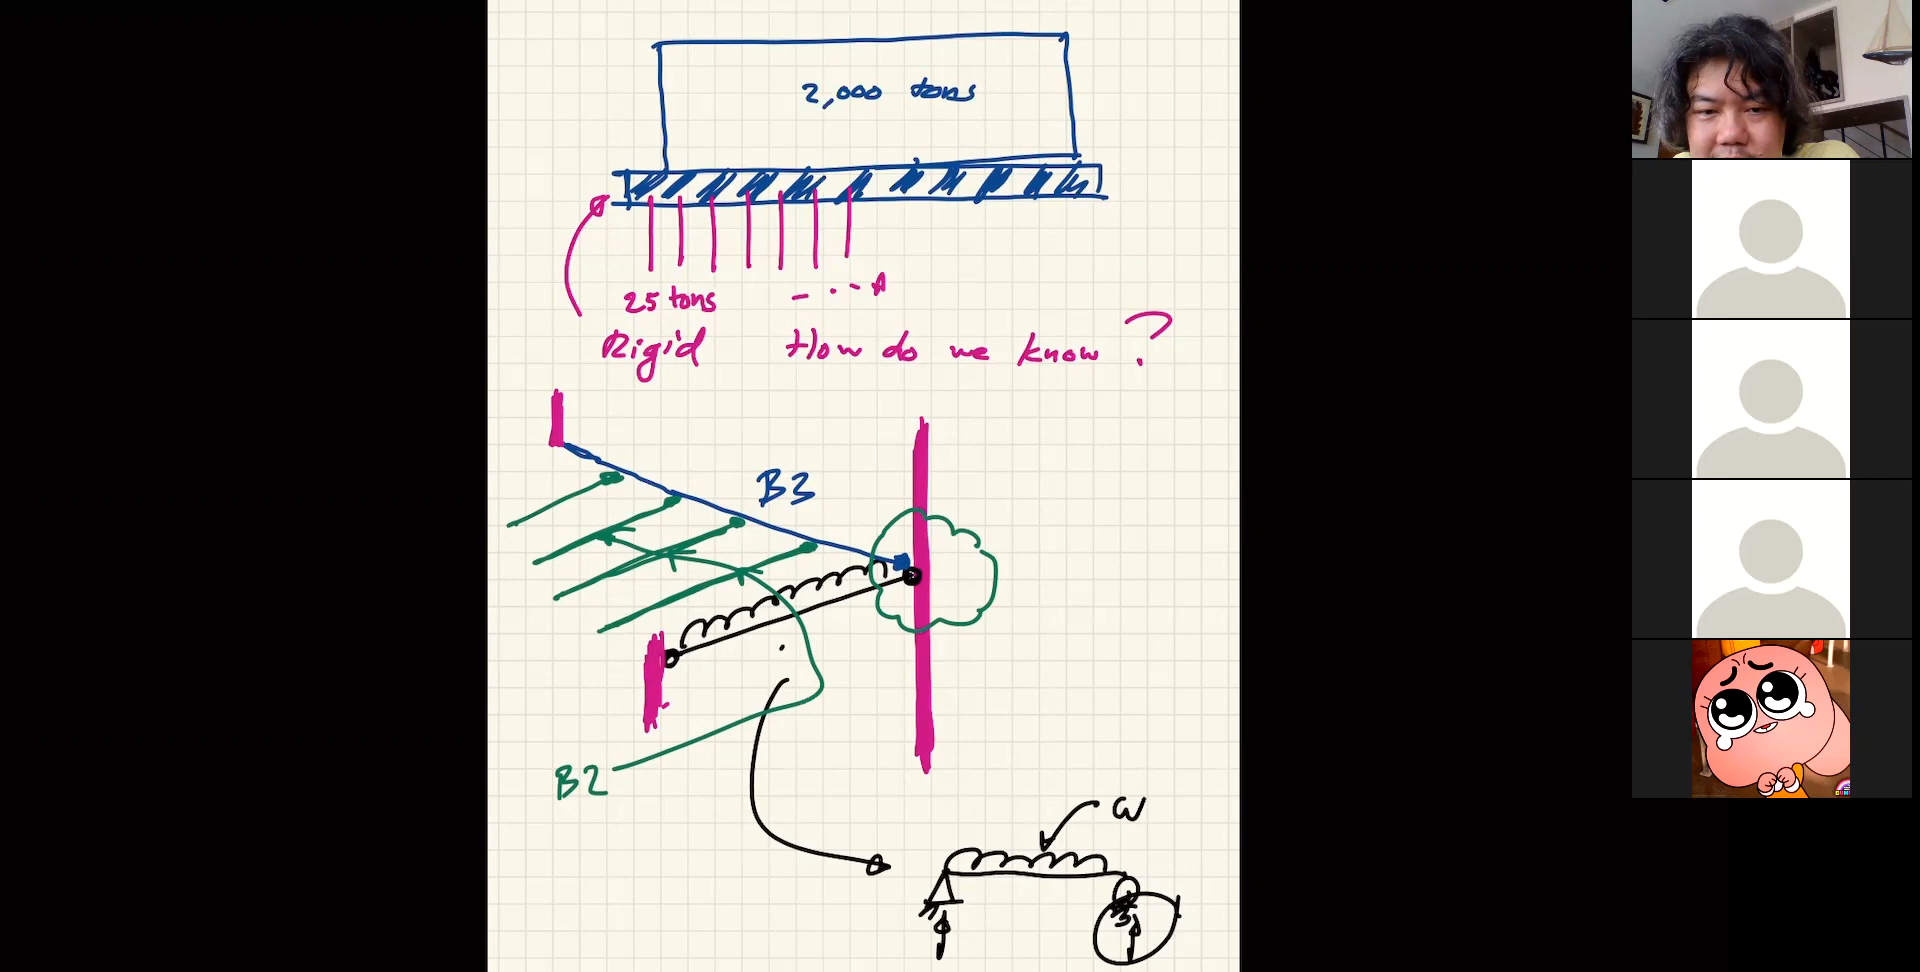 2,000 tons
25 tons
Rigid How do we know ?
B3
B2
W